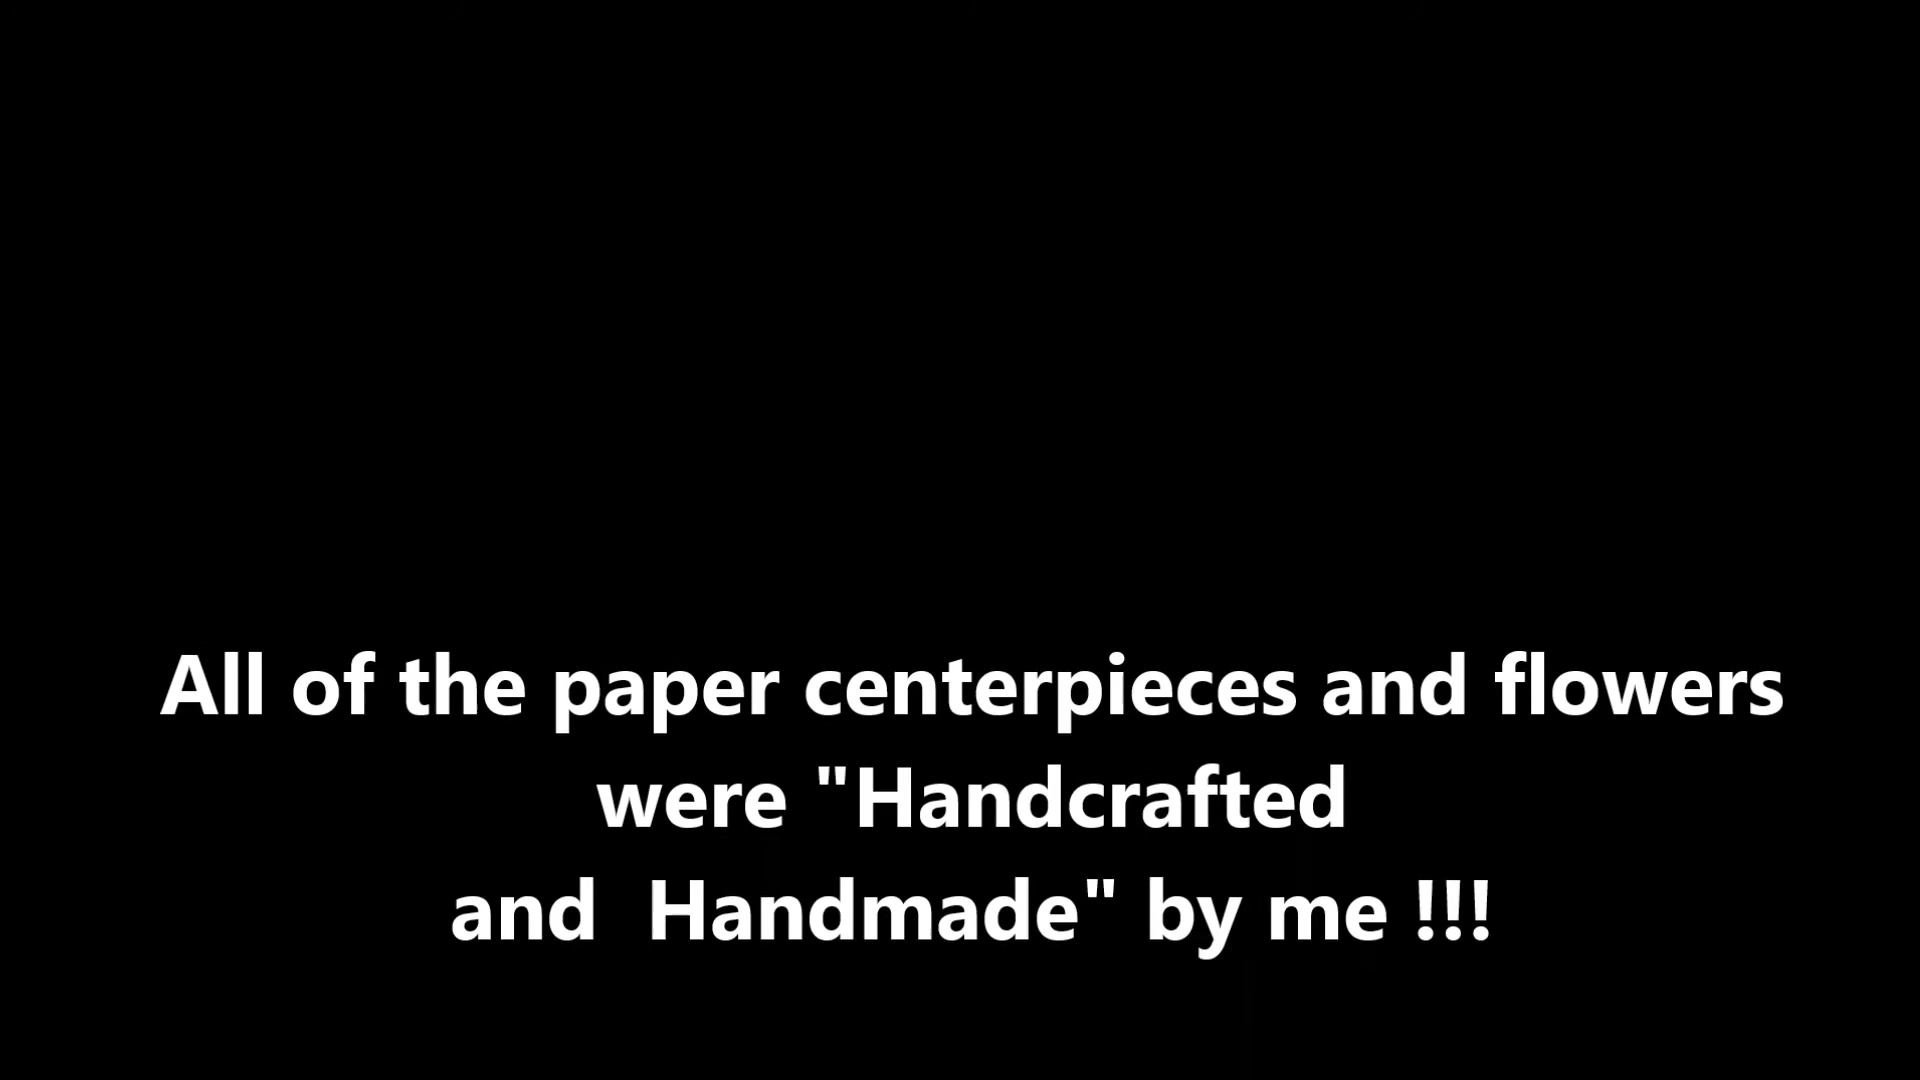 All of the paper centerpieces and flowers
were "Handcrafted
and  Handmade" by me !!!